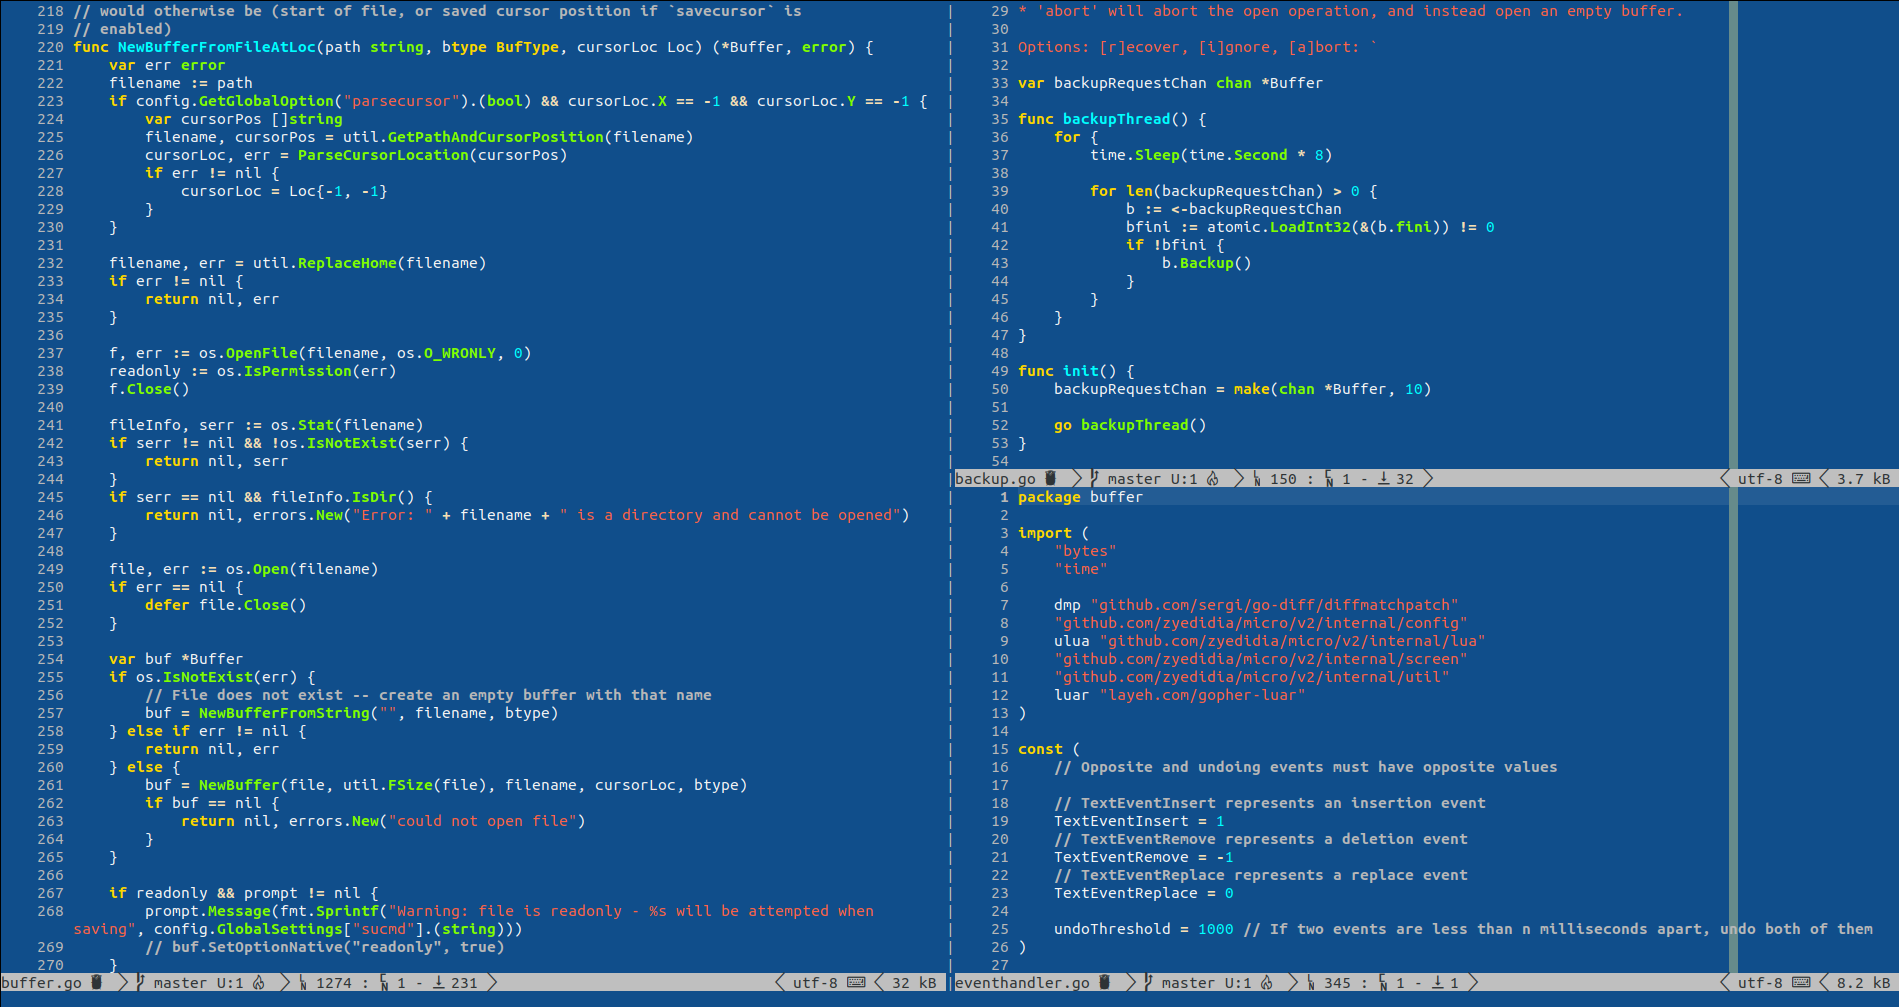 218 // would otherwise be (start of file, or saved cursor position if `savecursor` is
219 // enabled)
220 func NewBufferFromFileAtLoc(path string, btype BufType, cursorLoc Loc) (*Buffer, error) {
221     var err error
222     filename := path
223     if config.GetGlobalOption("parsecursor").(bool) && cursorLoc.X == -1 && cursorLoc.Y == -1 {
224         var cursorPos []string
225         filename, cursorPos = util.GetPathAndCursorPosition(filename)
226         cursorLoc, err = ParseCursorLocation(cursorPos)
227         if err != nil {
228             cursorLoc = Loc{-1, -1}
229         }
230     }
231
232     filename, err = util.ReplaceHome(filename)
233     if err != nil {
234         return nil, err
235     }
236
237     f, err := os.OpenFile(filename, os.O_WRONLY, 0)
238     readonly := os.IsPermission(err)
239     f.Close()
240
241     fileInfo, serr := os.Stat(filename)
242     if serr != nil && !os.IsNotExist(serr) {
243         return nil, serr
244     }
245     if serr == nil && fileInfo.IsDir() {
246         return nil, errors.New("Error: " + filename + " is a directory and cannot be opened")
247     }
248
249     file, err := os.Open(filename)
250     if err == nil {
251         defer file.Close()
252     }
253
254     var buf *Buffer
255     if os.IsNotExist(err) {
256         // File does not exist -- create an empty buffer with that name
257         buf = NewBufferFromString("", filename, btype)
258     } else if err != nil {
259         return nil, err
260     } else {
261         buf = NewBuffer(file, util.FSize(file), filename, cursorLoc, btype)
262         if buf == nil {
263             return nil, errors.New("could not open file")
264         }
265     }
266
267     if readonly && prompt != nil {
268         prompt.Message(fmt.Sprintf("Warning: file is readonly - %s will be attempted when
saving", config.GlobalSettings["sucmd"].(string)))
269         // buf.SetOptionNative("readonly", true)
270     }
buffer.go master U:1 LN 1274 : CN 1 - ↓ 231 utf-8 32 kB
29 * 'abort' will abort the open operation, and instead open an empty buffer.
30
31 Options: [r]ecover, [i]gnore, [a]bort: `
32
33 var backupRequestChan chan *Buffer
34
35 func backupThread() {
36     for {
37         time.Sleep(time.Second * 8)
38
39         for len(backupRequestChan) > 0 {
40             b := <-backupRequestChan
41             bfini := atomic.LoadInt32(&(b.fini)) != 0
42             if !bfini {
43                 b.Backup()
44             }
45         }
46     }
47 }
48
49 func init() {
50     backupRequestChan = make(chan *Buffer, 10)
51
52     go backupThread()
53 }
54
backup.go master U:1 LN 150 : CN 1 - ↓ 32 utf-8 3.7 kB
1 package buffer
2
3 import (
4     "bytes"
5     "time"
6
7     dmp "github.com/sergi/go-diff/diffmatchpatch"
8     "github.com/zyedidia/micro/v2/internal/config"
9     ulua "github.com/zyedidia/micro/v2/internal/lua"
10     "github.com/zyedidia/micro/v2/internal/screen"
11     "github.com/zyedidia/micro/v2/internal/util"
12     luar "layeh.com/gopher-luar"
13 )
14
15 const (
16     // Opposite and undoing events must have opposite values
17
18     // TextEventInsert represents an insertion event
19     TextEventInsert = 1
20     // TextEventRemove represents a deletion event
21     TextEventRemove = -1
22     // TextEventReplace represents a replace event
23     TextEventReplace = 0
24
25     undoThreshold = 1000 // If two events are less than n milliseconds apart, undo both of them
26 )
27
eventhandler.go master U:1 LN 345 : CN 1 - ↓ 1 utf-8 8.2 kB